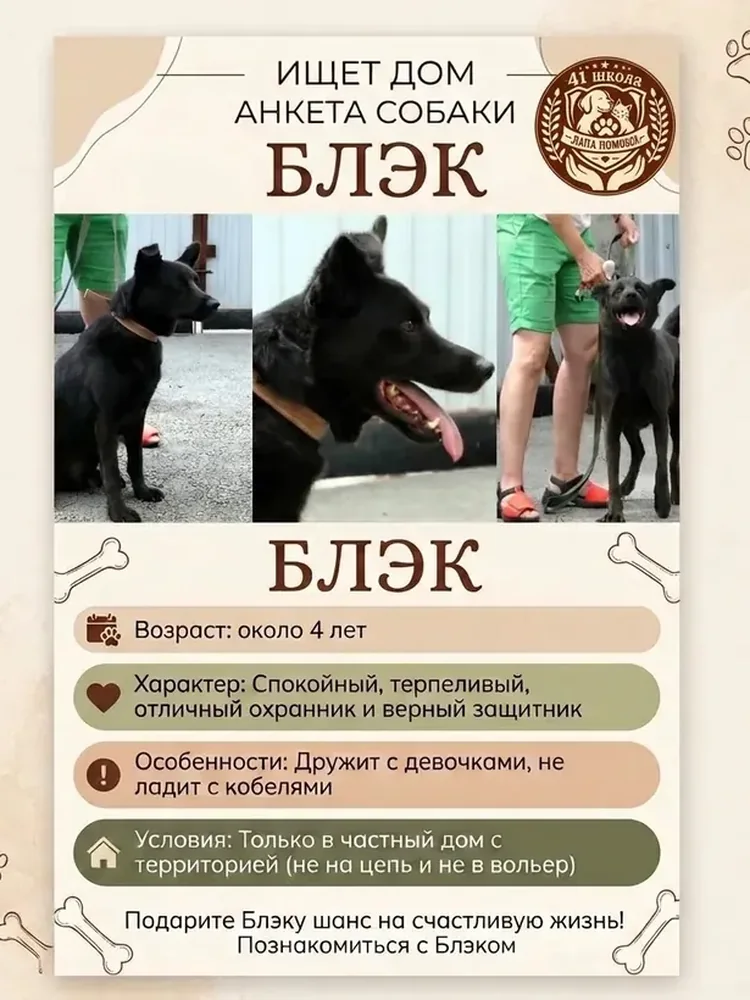 ИЩЕТ ДОМ
АНКЕТА СОБАКИ
БЛЭК
41 школа
ЛАПА ПОМОЩИ
БЛЭК
Возраст: около 4 лет
Характер: Спокойный, терпеливый,
отличный охранник и верный защитник
Особенности: Дружит с девочками, не
ладит с кобелями
Условия: Только в частный дом с
территорией (не на цепь и не в вольер)
Подарите Блэку шанс на счастливую жизнь!
Познакомиться с Блэком